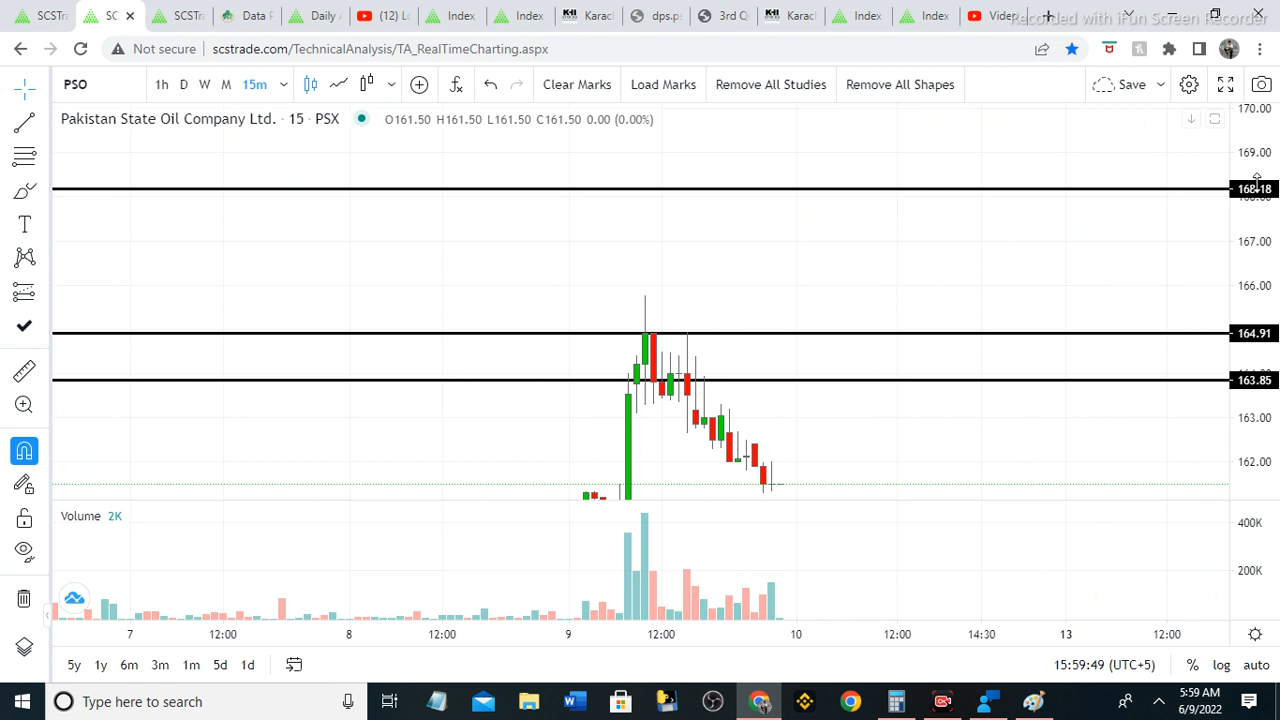 SCSTra
SC
SCSTra
Data
Daily A
(12) Lo
Index
Index
Karach
dps.p
3rd Q
Karac
Index
Index
Video
Recorded with iFun Screen Recorder
Not secure
scstrade.com/TechnicalAnalysis/TA_RealTimeCharting.aspx
PSO
1h D W M 15m
Clear Marks
Load Marks
Remove All Studies
Remove All Shapes
Save
Pakistan State Oil Company Ltd. · 15 · PSX
O161.50 H161.50 L161.50 C161.50 0.00 (0.00%)
170.00
169.00
168.18
167.00
166.00
164.91
163.85
163.00
162.00
Volume 2K
400K
200K
7 12:00 8 12:00 9 12:00 10 12:00 14:30 13 12:00
5y 1y 6m 3m 1m 5d 1d
15:59:49 (UTC+5)
% log auto
Type here to search
5:59 AM
6/9/2022